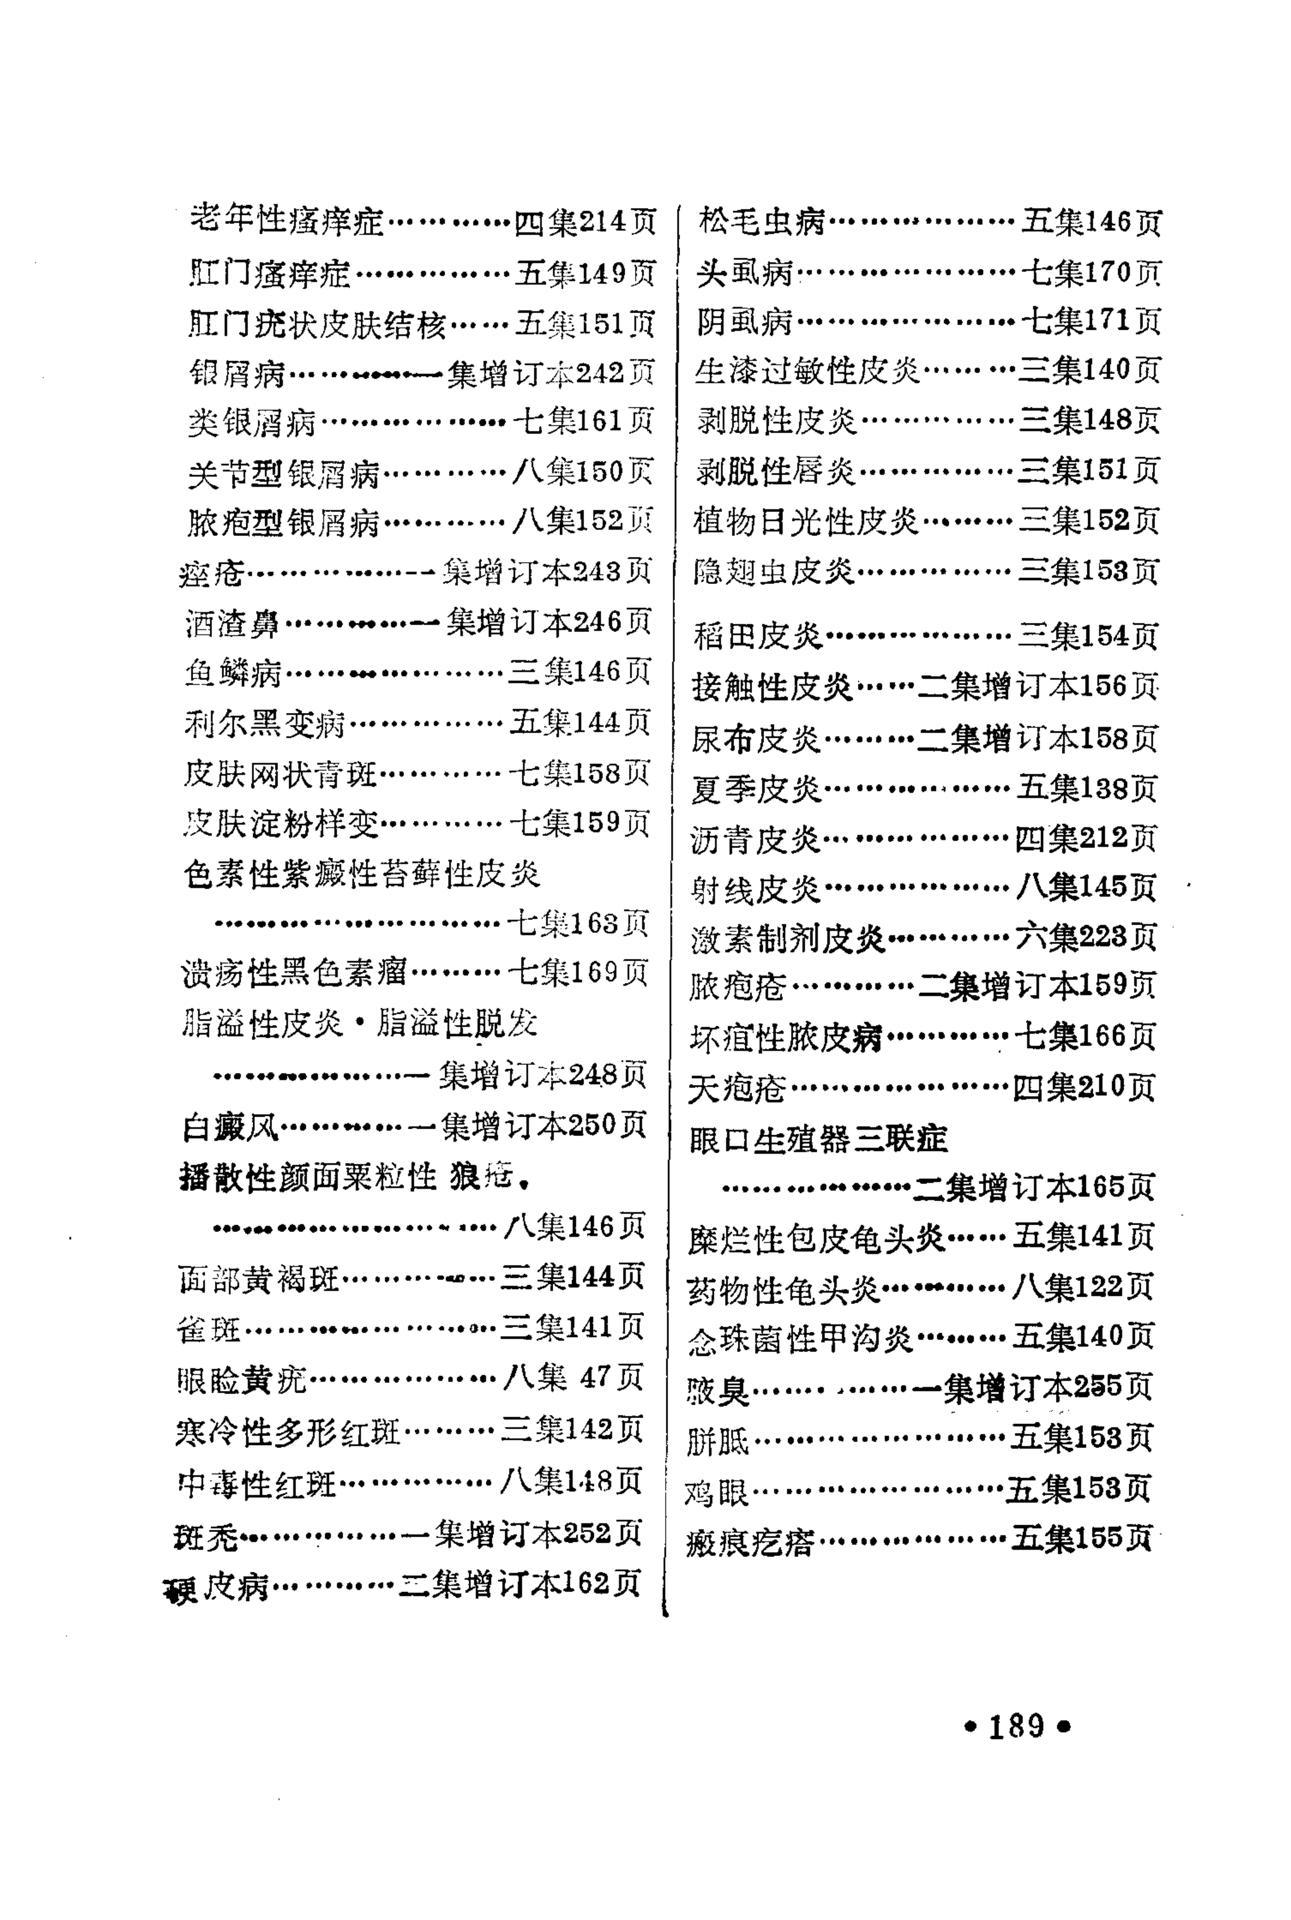 老年性瘙痒症…………四集214页
肛门瘙痒症……………五集149页
肛门疣状皮肤结核……五集151页
银屑病……………一集增订本242页
类银屑病………………七集161页
关节型银屑病…………八集150页
脓疱型银屑病…………八集152页
痤疮………………一集增订本243页
酒渣鼻……………一集增订本246页
鱼鳞病…………………三集146页
利尔黑变病……………五集144页
皮肤网状青斑…………七集158页
皮肤淀粉样变…………七集159页
色素性紫癜性苔藓性皮炎
…………………………七集163页
溃疡性黑色素瘤………七集169页
脂溢性皮炎·脂溢性脱发
…………………一集增订本248页
白癜风……………一集增订本250页
播散性颜面粟粒性 狼疮.
…………………………八集146页
面部黄褐斑……………三集144页
雀斑……………………三集141页
眼睑黄疣………………八集 47页
寒冷性多形红斑………三集142页
中毒性红斑……………八集148页
斑秃………………一集增订本252页
硬皮病…………二集增订本162页
松毛虫病………………五集146页
头虱病…………………七集170页
阴虱病…………………七集171页
生漆过敏性皮炎………三集140页
剥脱性皮炎……………三集148页
剥脱性唇炎……………三集151页
植物日光性皮炎………三集152页
隐翅虫皮炎……………三集153页
稻田皮炎………………三集154页
接触性皮炎……二集增订本156页
尿布皮炎………二集增订本158页
夏季皮炎………………五集138页
沥青皮炎………………四集212页
射线皮炎………………八集145页
激素制剂皮炎…………六集223页
脓疱疮…………二集增订本159页
坏疽性脓皮病…………七集166页
天疱疮…………………四集210页
眼口生殖器三联症
………………二集增订本165页
糜烂性包皮龟头炎……五集141页
药物性龟头炎…………八集122页
念珠菌性甲沟炎………五集140页
腋臭……………一集增订本255页
胼胝……………………五集153页
鸡眼……………………五集153页
瘢痕疙瘩………………五集155页
•189•